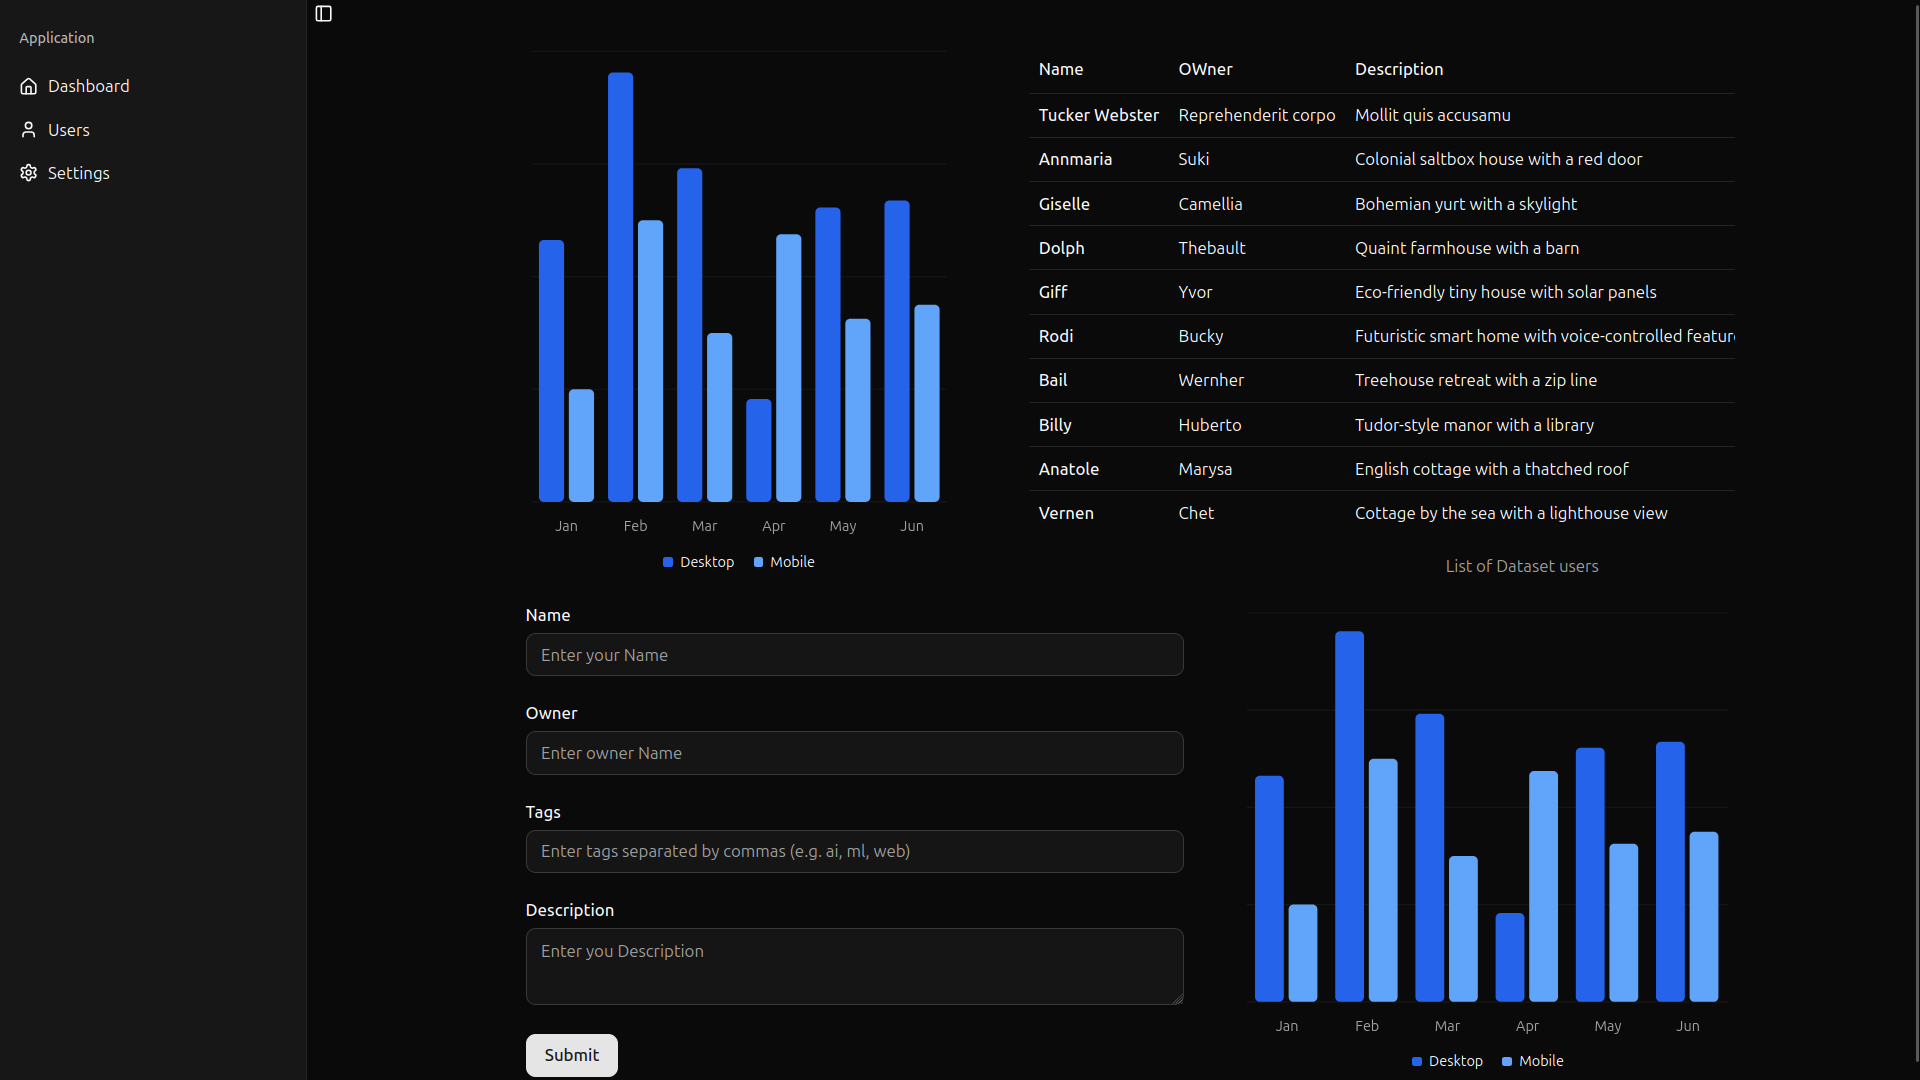 Application
Dashboard
Users
Settings
Jan Feb Mar Apr May Jun
Desktop Mobile
Name OWner Description
Tucker Webster Reprehenderit corpo Mollit quis accusamu
Annmaria Suki Colonial saltbox house with a red door
Giselle Camellia Bohemian yurt with a skylight
Dolph Thebault Quaint farmhouse with a barn
Giff Yvor Eco-friendly tiny house with solar panels
Rodi Bucky Futuristic smart home with voice-controlled featur
Bail Wernher Treehouse retreat with a zip line
Billy Huberto Tudor-style manor with a library
Anatole Marysa English cottage with a thatched roof
Vernen Chet Cottage by the sea with a lighthouse view
List of Dataset users
Name
Enter your Name
Owner
Enter owner Name
Tags
Enter tags separated by commas (e.g. ai, ml, web)
Description
Enter you Description
Submit
Jan Feb Mar Apr May Jun
Desktop Mobile